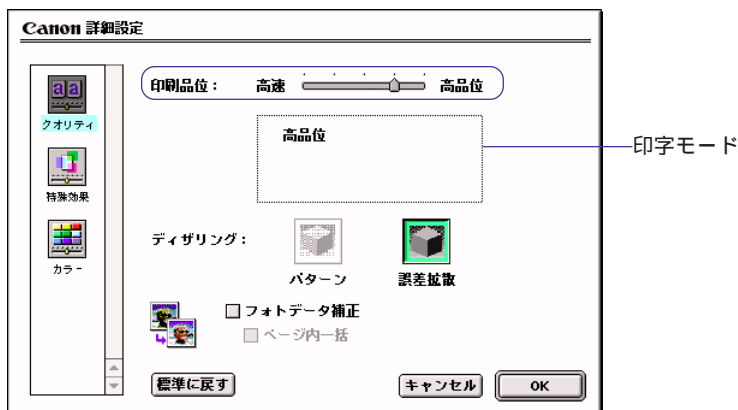 Canon 詳細設定
クオリティ
特殊効果
カラー
印刷品位： 高速 高品位
高品位
印字モード
ディザリング：
パターン 誤差拡散
フォトデータ補正
ページ内一括
標準に戻す キャンセル OK